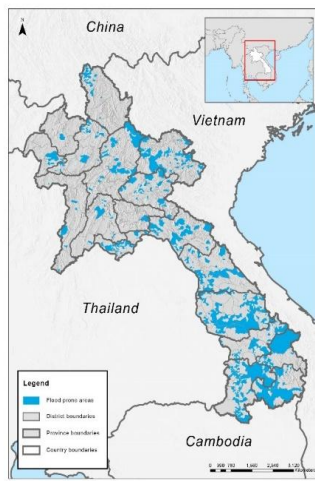 N
China
Vietnam
Thailand
Legend
Flood prone areas
District boundaries
Province boundaries
Country boundaries
Cambodia